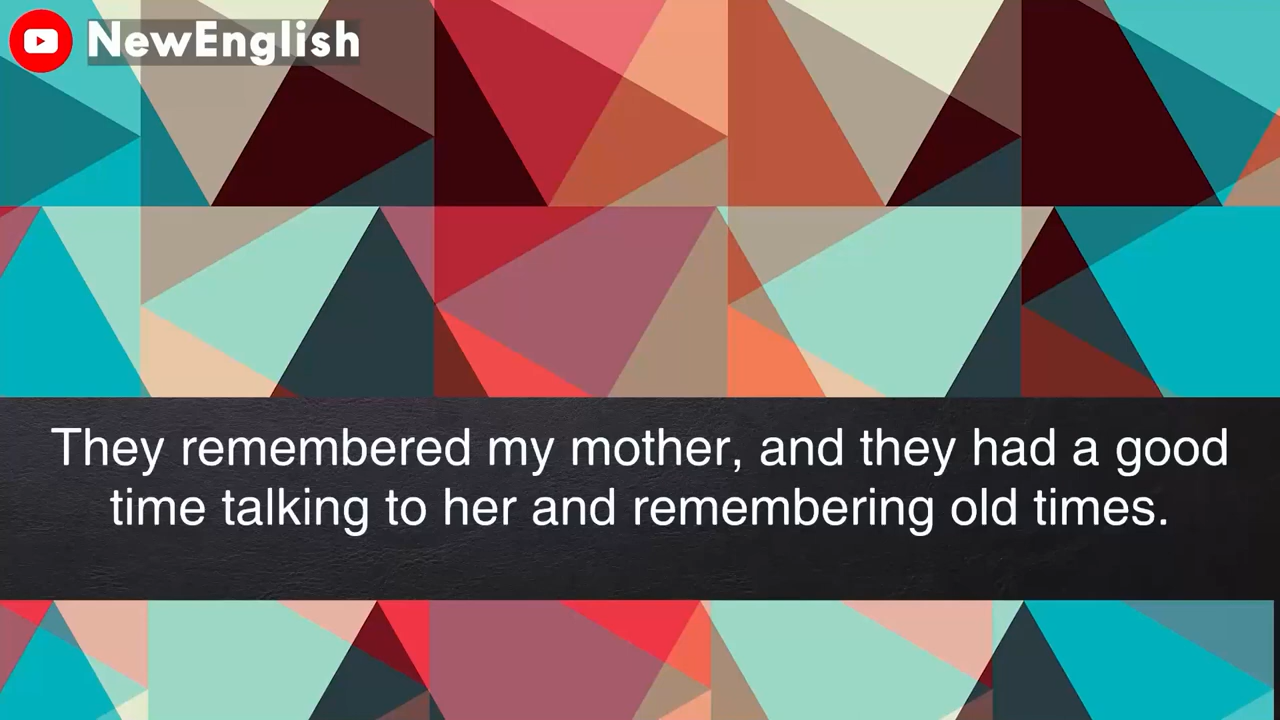 NewEnglish
They remembered my mother, and they had a good
time talking to her and remembering old times.